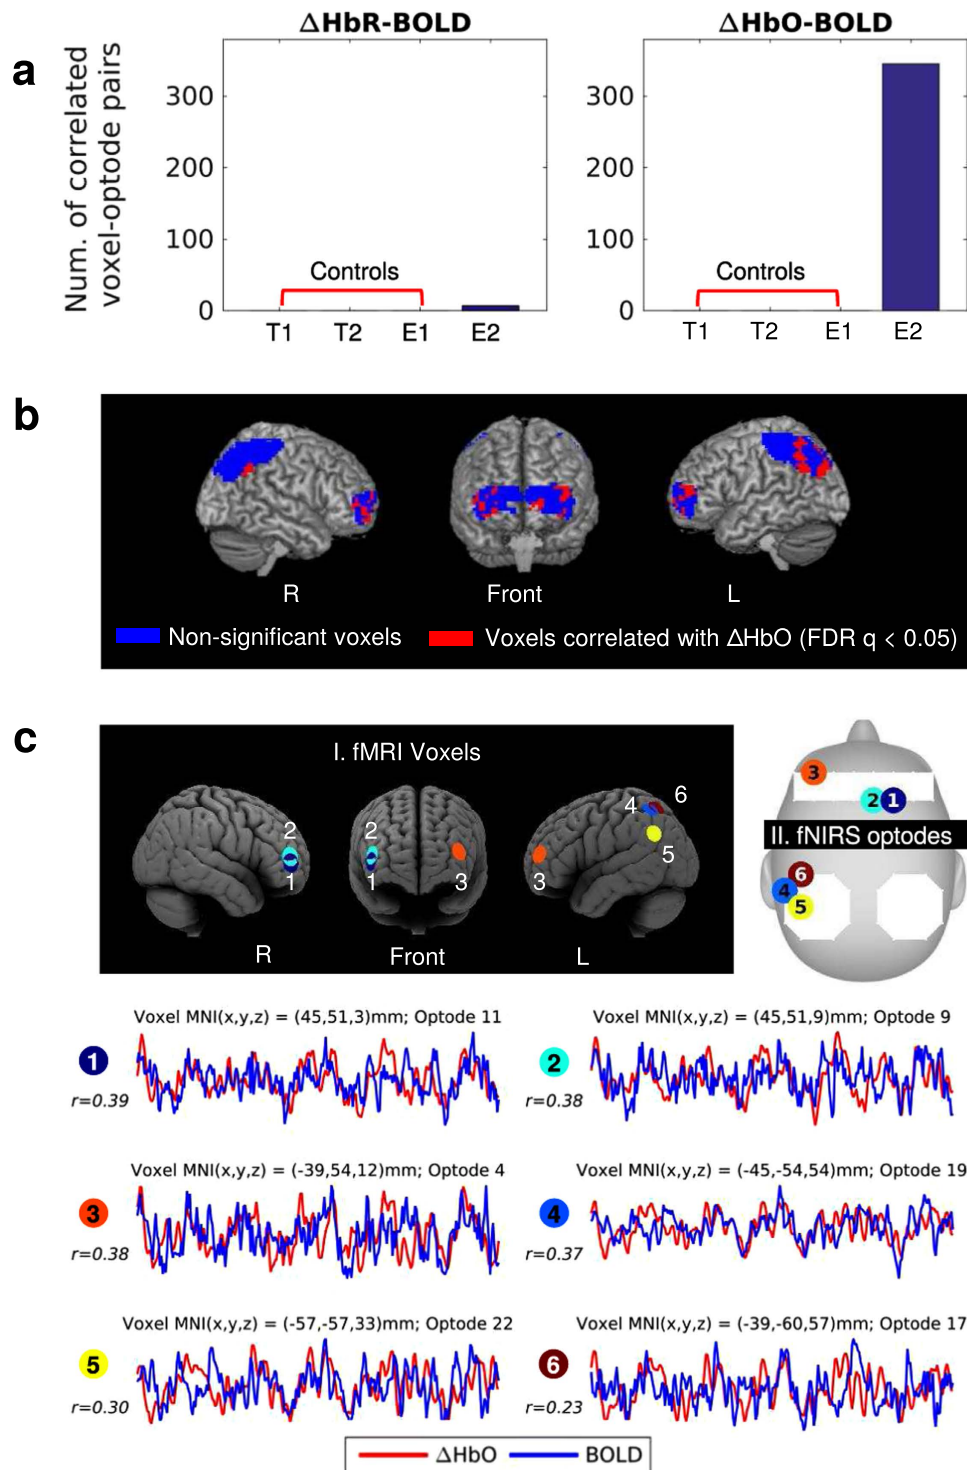 a
ΔHbR-BOLD
ΔHbO-BOLD
Num. of correlated
voxel-optode pairs
300
200
100
0
Controls
T1 T2 E1 E2
300
200
100
0
Controls
T1 T2 E1 E2
b
R Front L
Non-significant voxels
Voxels correlated with ΔHbO (FDR q < 0.05)
c
I. fMRI Voxels
2
1
2
1
3
4
6
5
3
R Front L
3
2 1
II. fNIRS optodes
6
4
5
Voxel MNI(x,y,z) = (45,51,3)mm; Optode 11
1
r=0.39
Voxel MNI(x,y,z) = (45,51,9)mm; Optode 9
2
r=0.38
Voxel MNI(x,y,z) = (-39,54,12)mm; Optode 4
3
r=0.38
Voxel MNI(x,y,z) = (-45,-54,54)mm; Optode 19
4
r=0.37
Voxel MNI(x,y,z) = (-57,-57,33)mm; Optode 22
5
r=0.30
Voxel MNI(x,y,z) = (-39,-60,57)mm; Optode 17
6
r=0.23
ΔHbO BOLD